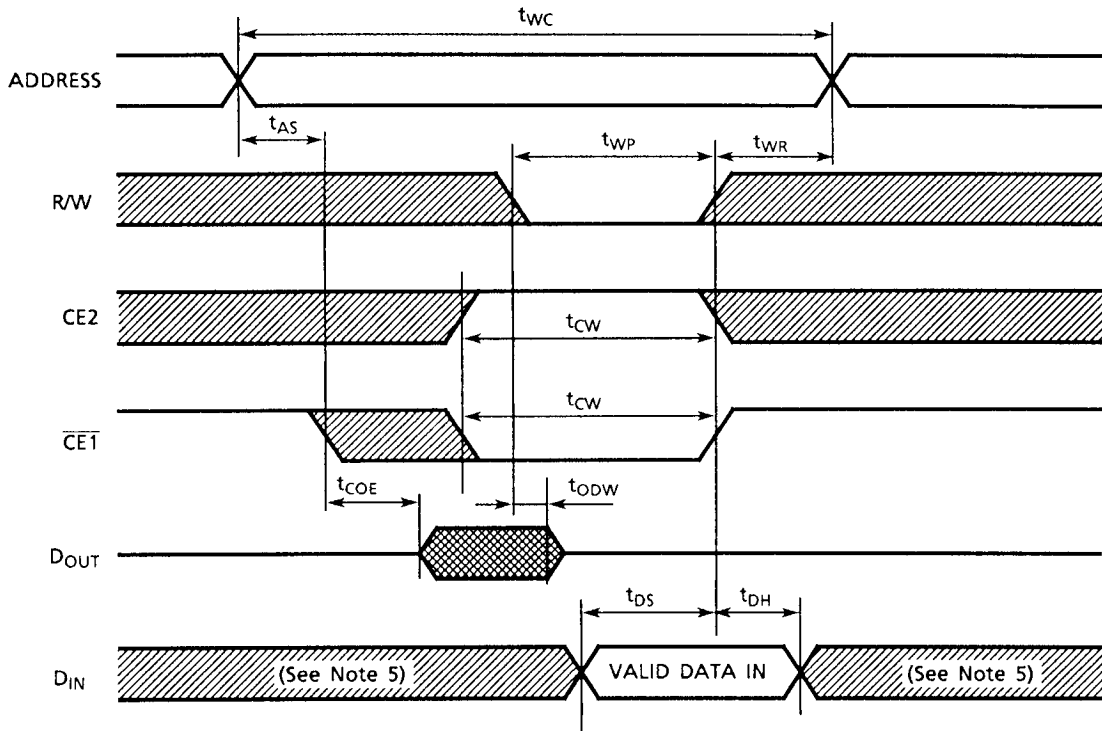 tWC
ADDRESS
tAS
tWP
tWR
R/W
CE2
tCW
tCW
CE1
tCOE
tODW
DOUT
tDS
tDH
DIN
(See Note 5)
VALID DATA IN
(See Note 5)